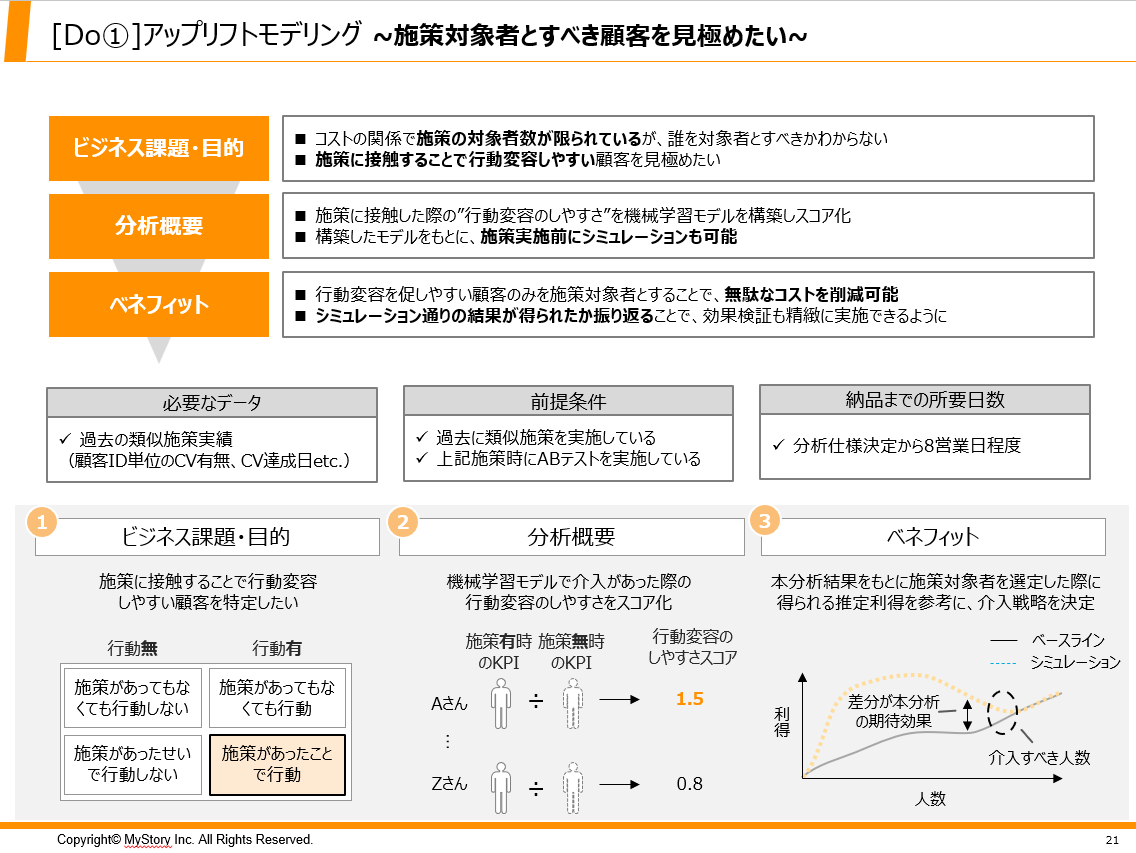 [Do①]アップリフトモデリング ~施策対象者とすべき顧客を見極めたい~
ビジネス課題・目的
■ コストの関係で施策の対象者数が限られているが、誰を対象者とすべきかわからない
■ 施策に接触することで行動変容しやすい顧客を見極めたい
分析概要
■ 施策に接触した際の”行動変容のしやすさ”を機械学習モデルを構築しスコア化
■ 構築したモデルをもとに、施策実施前にシミュレーションも可能
ベネフィット
■ 行動変容を促しやすい顧客のみを施策対象者とすることで、無駄なコストを削減可能
■ シミュレーション通りの結果が得られたか振り返ることで、効果検証も精緻に実施できるように
必要なデータ
✓ 過去の類似施策実績
（顧客ID単位のCV有無、CV達成日etc.）
前提条件
✓ 過去に類似施策を実施している
✓ 上記施策時にABテストを実施している
納品までの所要日数
✓ 分析仕様決定から8営業日程度
1
ビジネス課題・目的
施策に接触することで行動変容
しやすい顧客を特定したい
行動無
行動有
施策があってもな
くても行動しない
施策があってもな
くても行動
施策があったせい
で行動しない
施策があったこと
で行動
2
分析概要
機械学習モデルで介入があった際の
行動変容のしやすさをスコア化
施策有時
のKPI
施策無時
のKPI
行動変容の
しやすさスコア
Aさん
÷
1.5
⋮
Zさん
÷
0.8
3
ベネフィット
本分析結果をもとに施策対象者を選定した際に
得られる推定利得を参考に、介入戦略を決定
ベースライン
シミュレーション
利得
差分が本分析
の期待効果
介入すべき人数
人数
Copyright© MyStory Inc. All Rights Reserved.
21